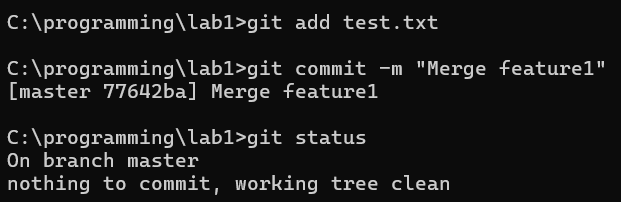 C:\programming\lab1>git add test.txt
C:\programming\lab1>git commit -m "Merge feature1"
[master 77642ba] Merge feature1
C:\programming\lab1>git status
On branch master
nothing to commit, working tree clean